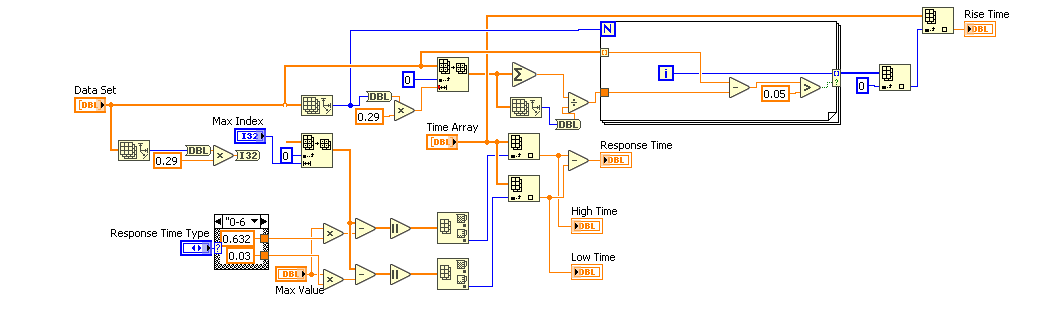 Rise Time
DBL
N
Data Set
DBL
0
i
DBL
0.29
0.05
0
DBL
Max Index
I32
Time Array
DBL
Response Time
DBL
DBL
0.29
I32
0
High Time
DBL
"0-6
Response Time Type
0.632
?
0.03
Low Time
DBL
DBL
Max Value